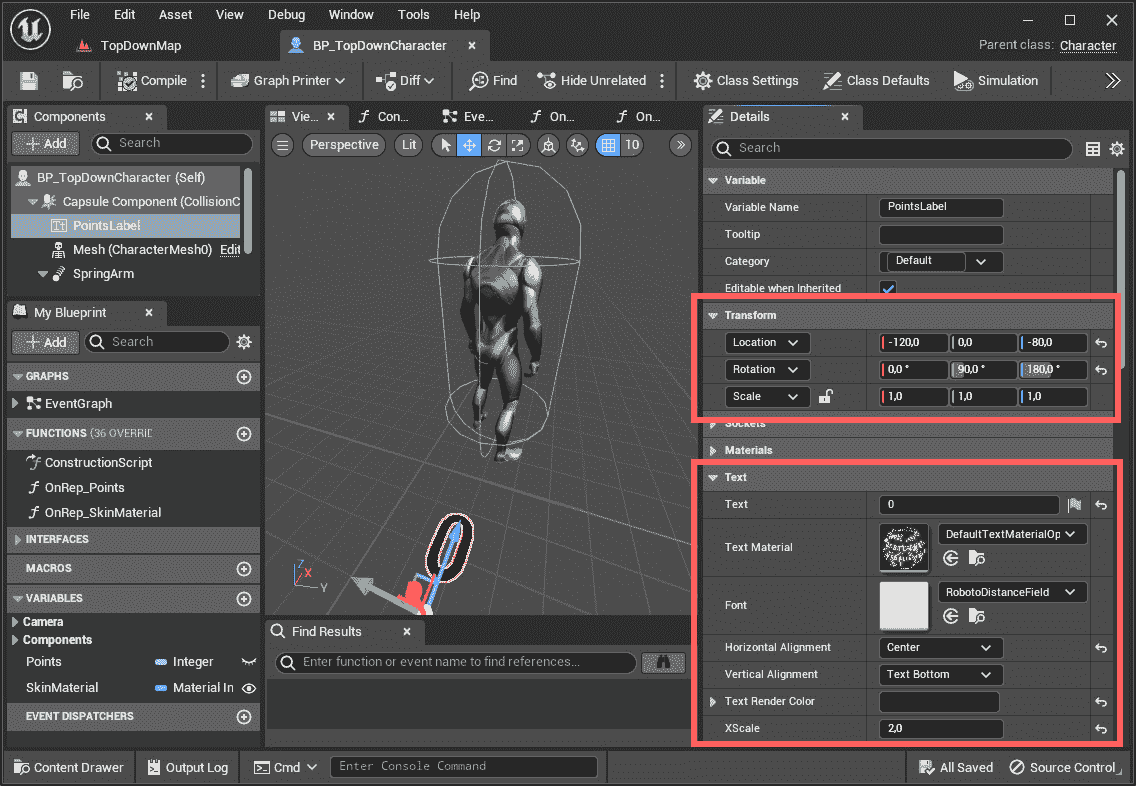 File Edit Asset View Debug Window Tools Help
TopDownMap
BP_TopDownCharacter
Parent class: Character
Compile
Graph Printer
Diff
Find
Hide Unrelated
Class Settings
Class Defaults
Simulation
Components
Add
Search
BP_TopDownCharacter (Self)
Capsule Component (CollisionC
PointsLabel
Mesh (CharacterMesh0) Edit
SpringArm
My Blueprint
Add
Search
GRAPHS
EventGraph
FUNCTIONS (36 OVERRID
ConstructionScript
OnRep_Points
OnRep_SkinMaterial
INTERFACES
MACROS
VARIABLES
Camera
Components
Points Integer
SkinMaterial Material In
EVENT DISPATCHERS
Vie...
Con...
Eve...
On...
On...
Perspective
Lit
10
Z
X
Y
Find Results
Enter function or event name to find references...
Details
Search
Variable
Variable Name PointsLabel
Tooltip
Category Default
Editable when Inherited
Transform
Location -120,0 0,0 -80,0
Rotation 0,0 ° 90,0 ° 180,0 °
Scale 1,0 1,0 1,0
Sockets
Materials
Text
Text 0
Text Material DefaultTextMaterialOp
Font RobotoDistanceField
Horizontal Alignment Center
Vertical Alignment Text Bottom
Text Render Color
XScale 2,0
Content Drawer
Output Log
Cmd
Enter Console Command
All Saved
Source Control